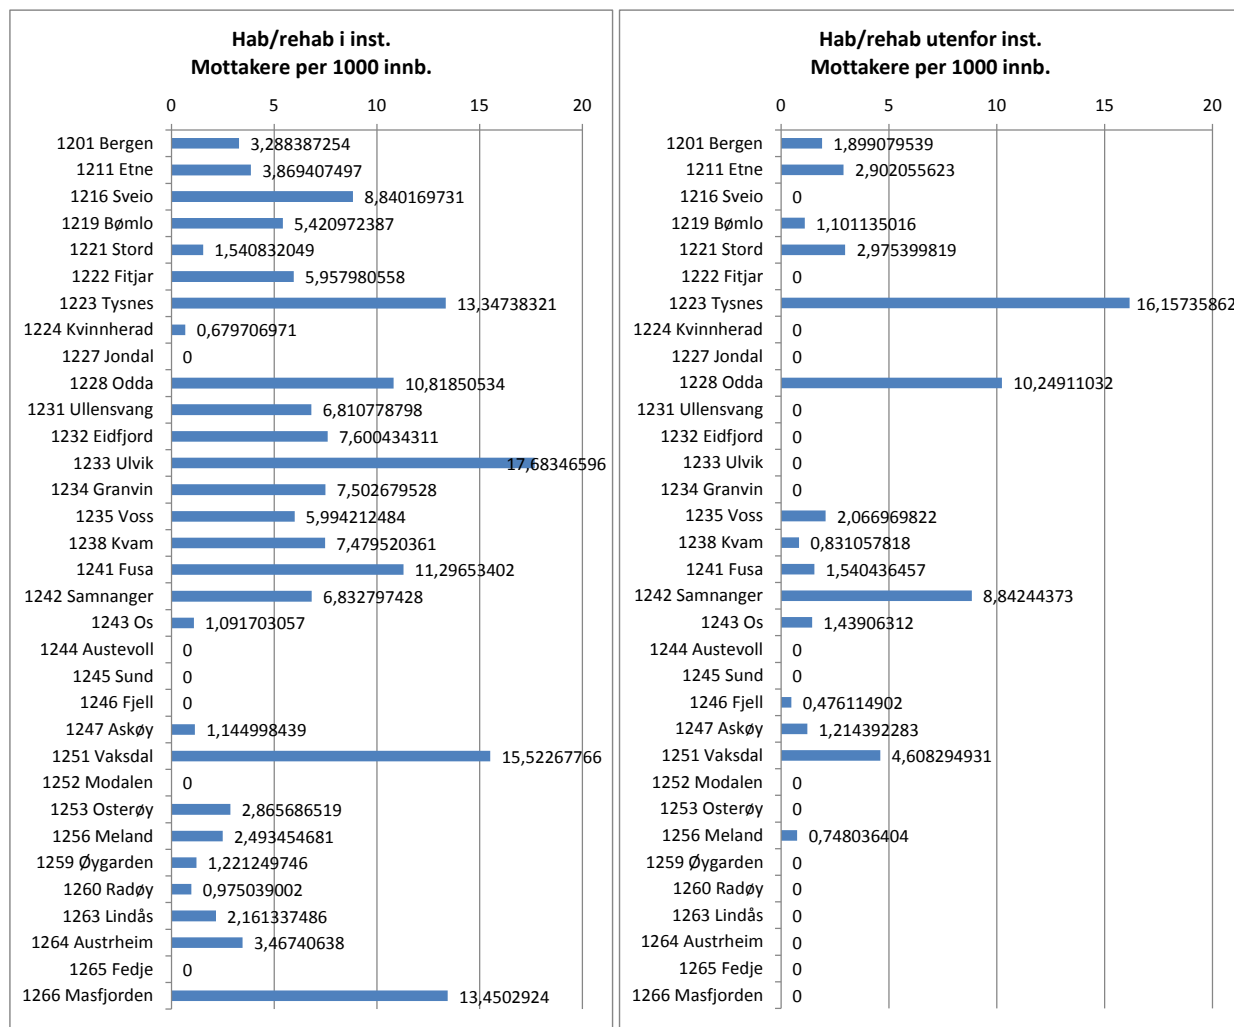 Hab/rehab i inst.
Mottakere per 1000 innb.
0 5 10 15 20
1201 Bergen 3,288387254
1211 Etne 3,869407497
1216 Sveio 8,840169731
1219 Bømlo 5,420972387
1221 Stord 1,540832049
1222 Fitjar 5,957980558
1223 Tysnes 13,34738321
1224 Kvinnherad 0,679706971
1227 Jondal 0
1228 Odda 10,81850534
1231 Ullensvang 6,810778798
1232 Eidfjord 7,600434311
1233 Ulvik 17,68346596
1234 Granvin 7,502679528
1235 Voss 5,994212484
1238 Kvam 7,479520361
1241 Fusa 11,29653402
1242 Samnanger 6,832797428
1243 Os 1,091703057
1244 Austevoll 0
1245 Sund 0
1246 Fjell 0
1247 Askøy 1,144998439
1251 Vaksdal 15,52267766
1252 Modalen 0
1253 Osterøy 2,865686519
1256 Meland 2,493454681
1259 Øygarden 1,221249746
1260 Radøy 0,975039002
1263 Lindås 2,161337486
1264 Austrheim 3,46740638
1265 Fedje 0
1266 Masfjorden 13,4502924
Hab/rehab utenfor inst.
Mottakere per 1000 innb.
0 5 10 15 20
1201 Bergen 1,899079539
1211 Etne 2,902055623
1216 Sveio 0
1219 Bømlo 1,101135016
1221 Stord 2,975399819
1222 Fitjar 0
1223 Tysnes 16,15735862
1224 Kvinnherad 0
1227 Jondal 0
1228 Odda 10,24911032
1231 Ullensvang 0
1232 Eidfjord 0
1233 Ulvik 0
1234 Granvin 0
1235 Voss 2,066969822
1238 Kvam 0,831057818
1241 Fusa 1,540436457
1242 Samnanger 8,84244373
1243 Os 1,43906312
1244 Austevoll 0
1245 Sund 0
1246 Fjell 0,476114902
1247 Askøy 1,214392283
1251 Vaksdal 4,608294931
1252 Modalen 0
1253 Osterøy 0
1256 Meland 0,748036404
1259 Øygarden 0
1260 Radøy 0
1263 Lindås 0
1264 Austrheim 0
1265 Fedje 0
1266 Masfjorden 0